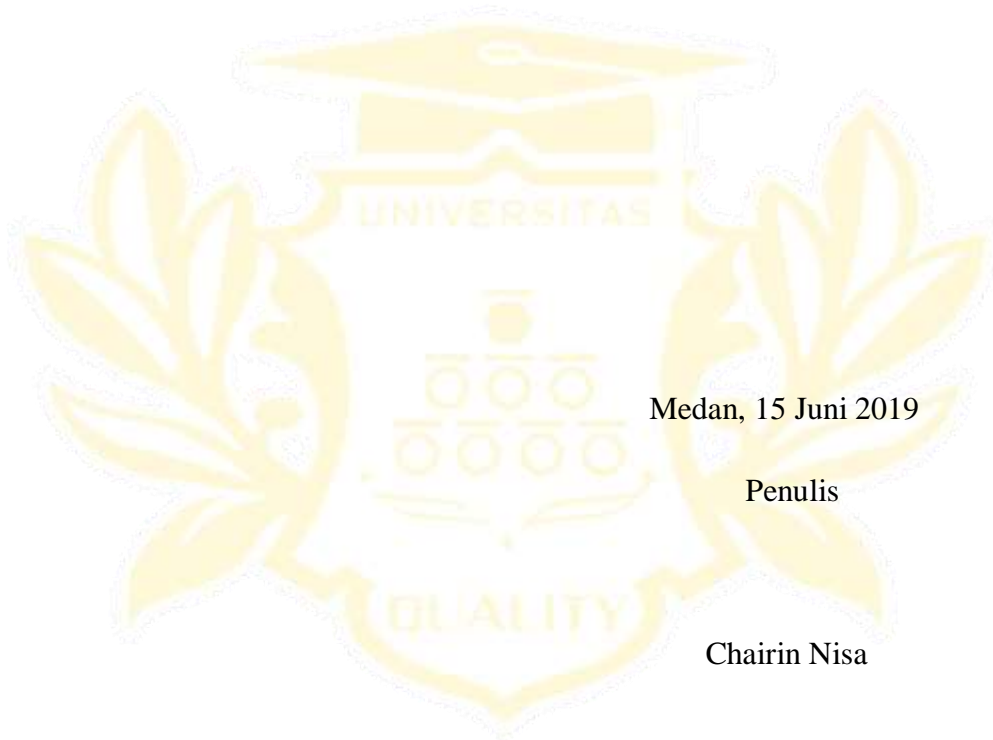 UNIVERSITAS
Medan, 15 Juni 2019
Penulis
QUALITY
Chairin Nisa